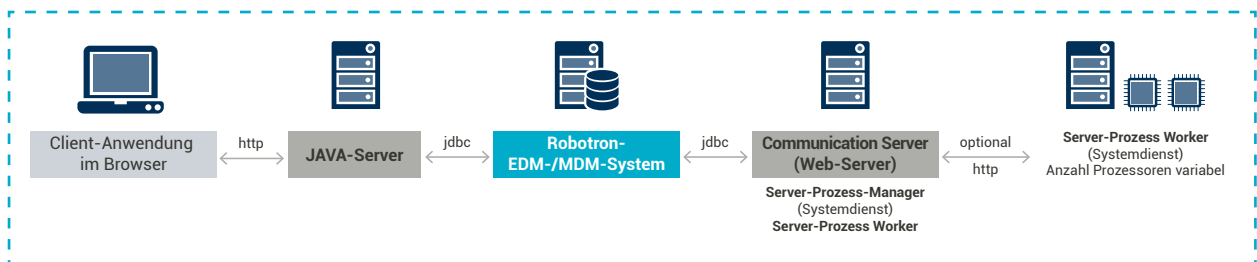 Client-Anwendung
im Browser
http
JAVA-Server
jdbc
Robotron-
EDM-/MDM-System
jdbc
Communication Server
(Web-Server)
Server-Prozess-Manager
(Systemdienst)
Server-Prozess Worker
optional
http
Server-Prozess Worker
(Systemdienst)
Anzahl Prozessoren variabel